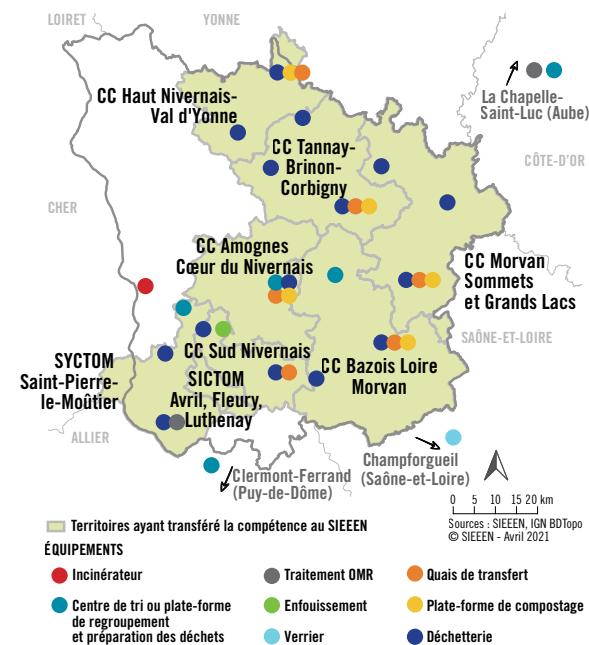 LOIRET
YONNE
CC Haut Nivernais-
Val d'Yonne
La Chapelle-
Saint-Luc (Aube)
CC Tannay-
Brinon-
Corbigny
CÔTE-D'OR
CHER
CC Amognes
Cœur du Nivernais
CC Morvan
Sommets
et Grands Lacs
SAÔNE-ET-LOIRE
SYCTOM
Saint-Pierre-
le-Moûtier
CC Sud Nivernais
SICTOM
Avril, Fleury,
Luthenay
CC Bazois Loire
Morvan
ALLIER
Champforgueil
(Saône-et-Loire)
Clermont-Ferrand
(Puy-de-Dôme)
0 5 10 15 20 km
Sources : SIEEEN, IGN BDTopo
© SIEEEN - Avril 2021
Territoires ayant transféré la compétence au SIEEEN
ÉQUIPEMENTS
Incinérateur
Traitement OMR
Quais de transfert
Centre de tri ou plate-forme
de regroupement
et préparation des déchets
Enfouissement
Plate-forme de compostage
Verrier
Déchetterie